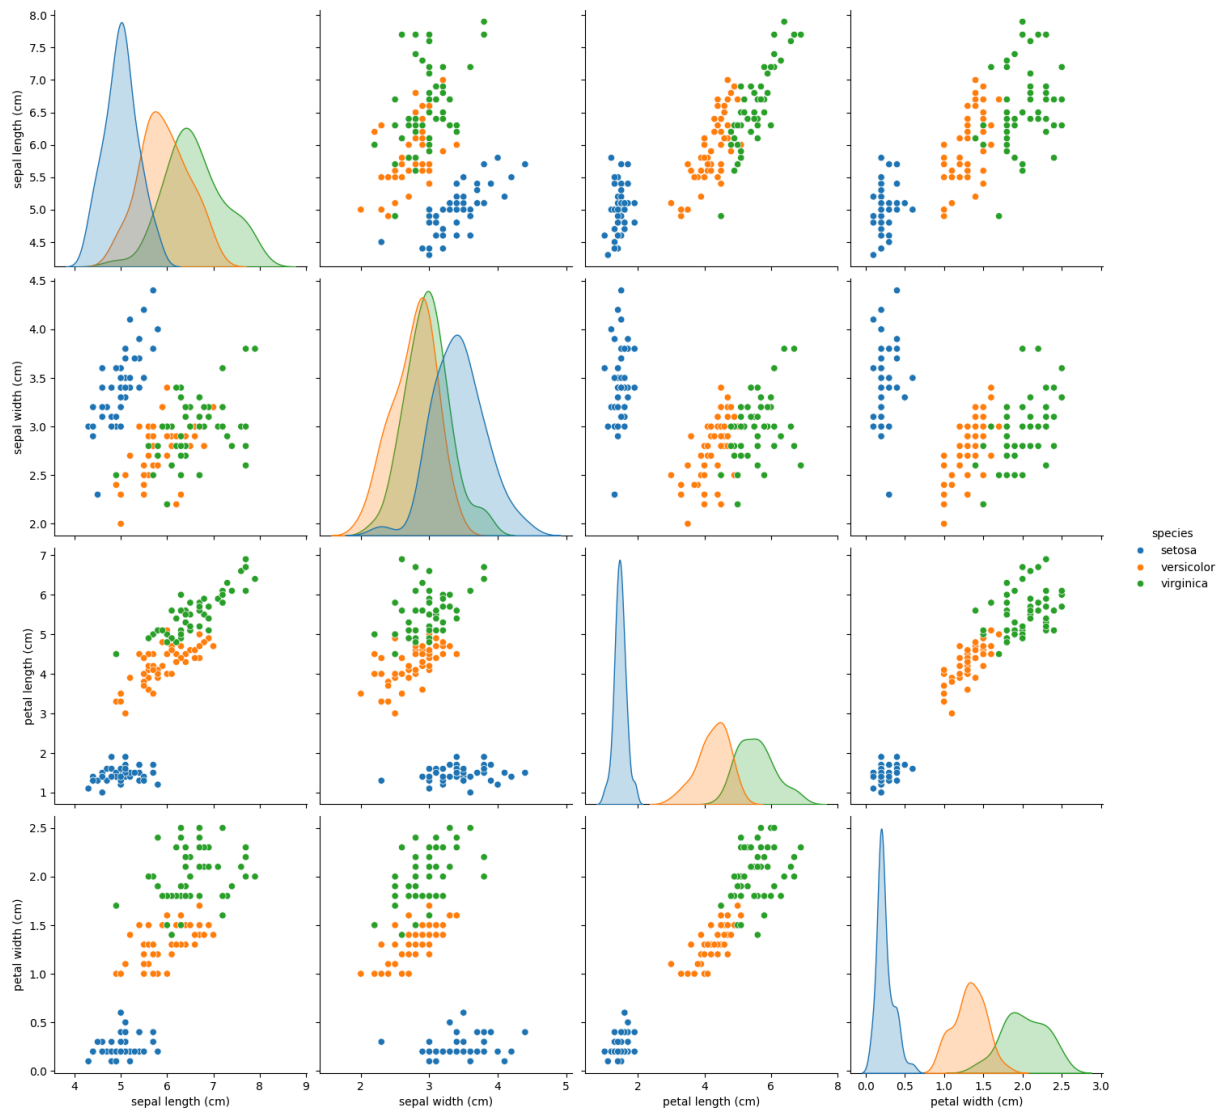 8.0
7.5
7.0
6.5
6.0
5.5
5.0
4.5
sepal length (cm)
4.5
4.0
3.5
3.0
2.5
2.0
sepal width (cm)
species
setosa
versicolor
virginica
7
6
5
4
3
2
1
petal length (cm)
2.5
2.0
1.5
1.0
0.5
0.0
petal width (cm)
4 5 6 7 8 9
2 3 4 5
2 4 6 8
0.0 0.5 1.0 1.5 2.0 2.5 3.0
sepal length (cm)
sepal width (cm)
petal length (cm)
petal width (cm)